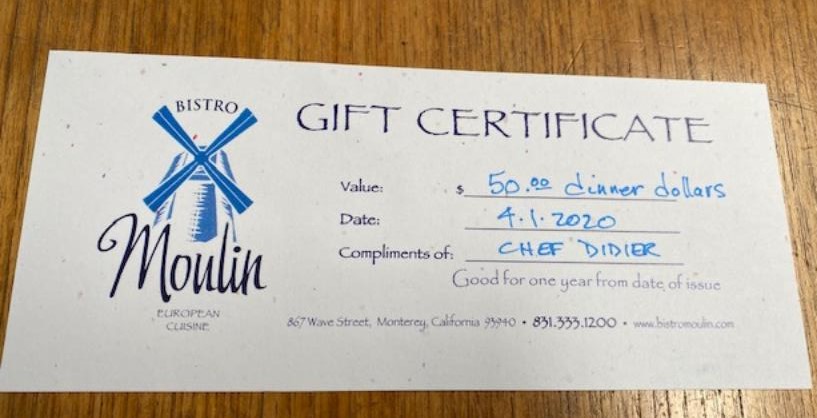 BISTRO
Moulin
EUROPEAN
CUISINE
GIFT CERTIFICATE
Value: $ 50.00 dinner dollars
Date: 4.1.2020
Compliments of: CHEF DIDIER
Good for one year from date of issue
867 Wave Street, Monterey, California 93940 • 831.333.1200 • www.bistromoulin.com